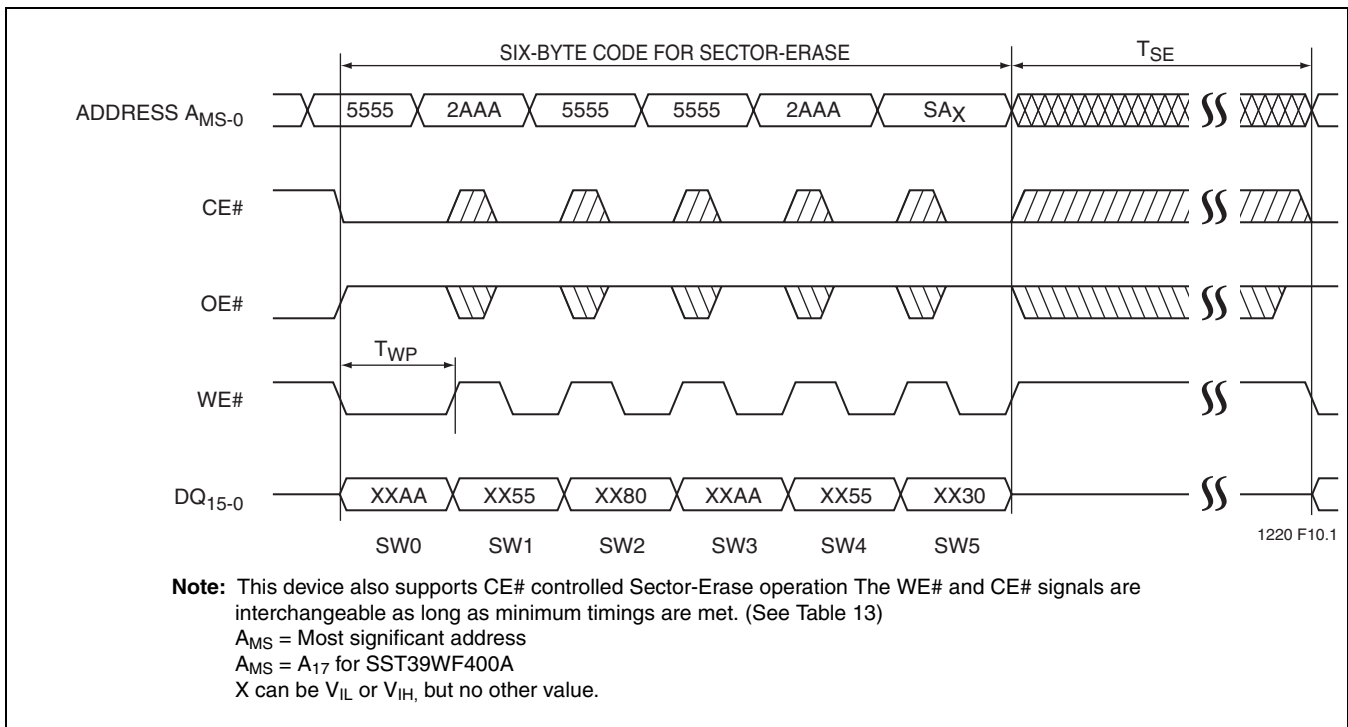 SIX-BYTE CODE FOR SECTOR-ERASE TSE
ADDRESS AMS-0 5555 2AAA 5555 5555 2AAA SAX
CE#
OE#
TWP
WE#
DQ15-0 XXAA XX55 XX80 XXAA XX55 XX30
SW0 SW1 SW2 SW3 SW4 SW5
1220 F10.1
Note: This device also supports CE# controlled Sector-Erase operation The WE# and CE# signals are
interchangeable as long as minimum timings are met. (See Table 13)
AMS = Most significant address
AMS = A17 for SST39WF400A
X can be VIL or VIH, but no other value.